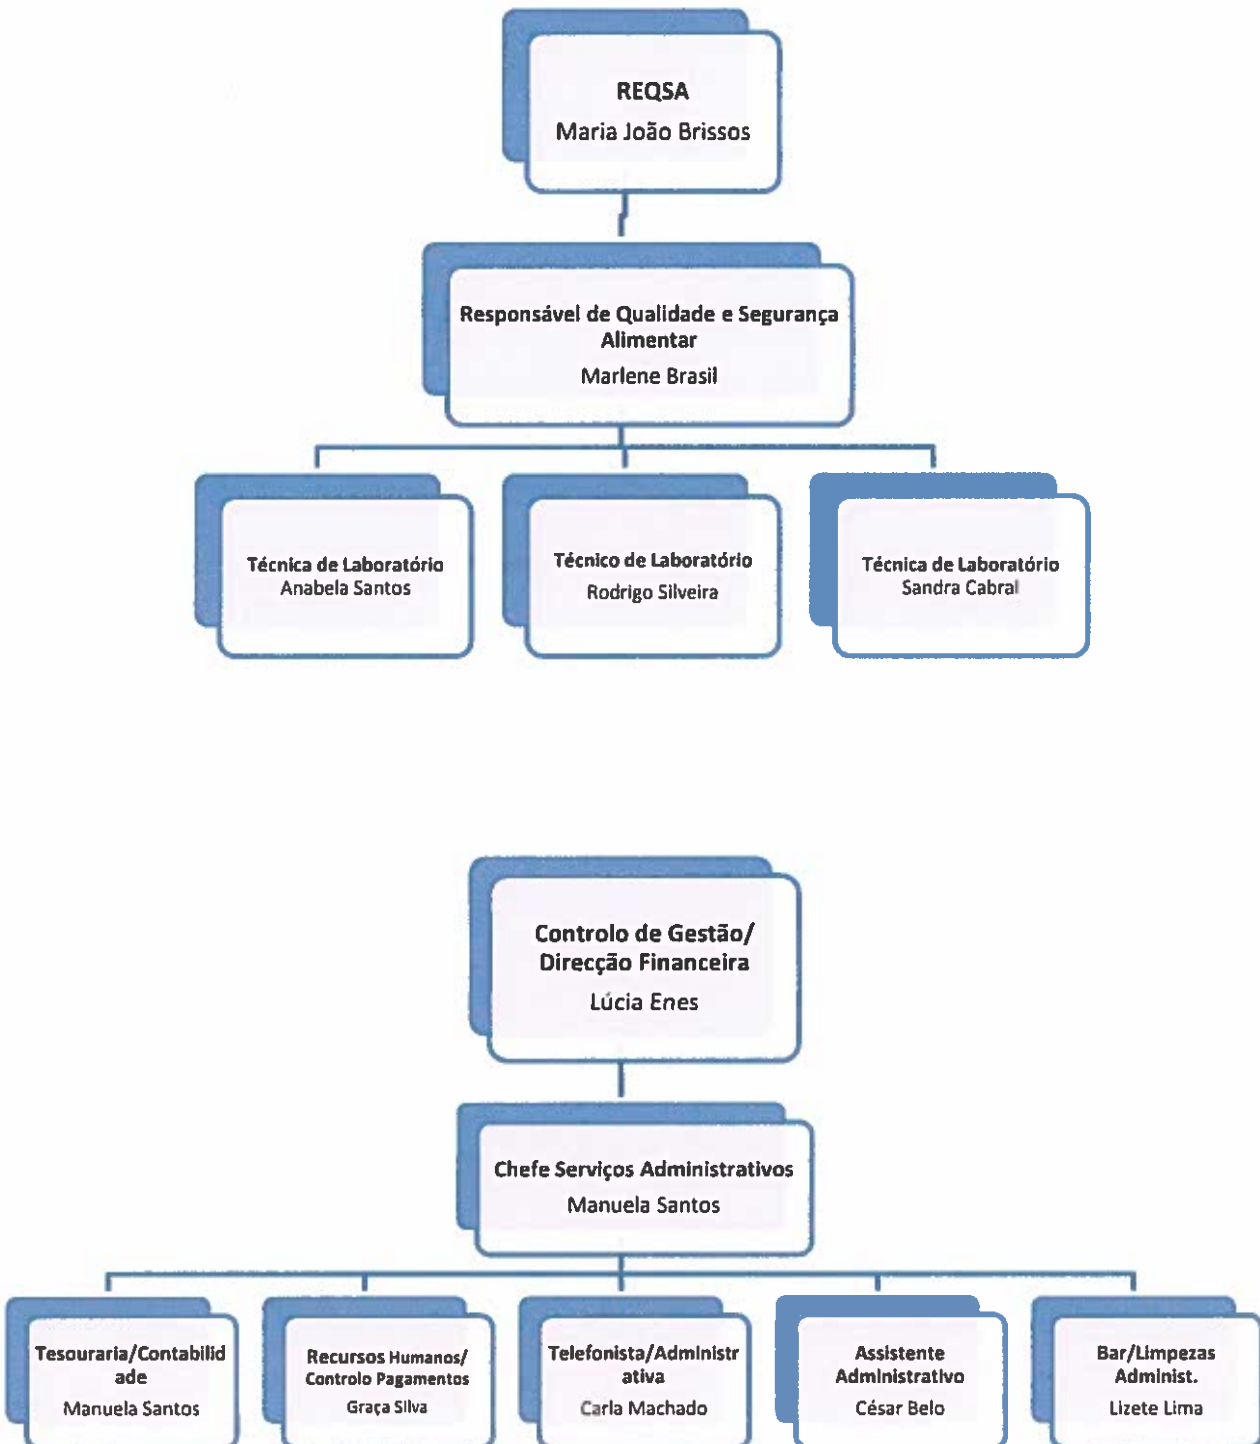 REQSA
Maria João Brissos
Responsável de Qualidade e Segurança
Alimentar
Marlene Brasil
Técnica de Laboratório
Anabela Santos
Técnico de Laboratório
Rodrigo Silveira
Técnica de Laboratório
Sandra Cabral
Controlo de Gestão/
Direcção Financeira
Lúcia Enes
Chefe Serviços Administrativos
Manuela Santos
Tesouraria/Contabilid
ade
Manuela Santos
Recursos Humanos/
Controlo Pagamentos
Graça Silva
Telefonista/Administr
ativa
Carla Machado
Assistente
Administrativo
César Belo
Bar/Limpezas
Administ.
Lizete Lima